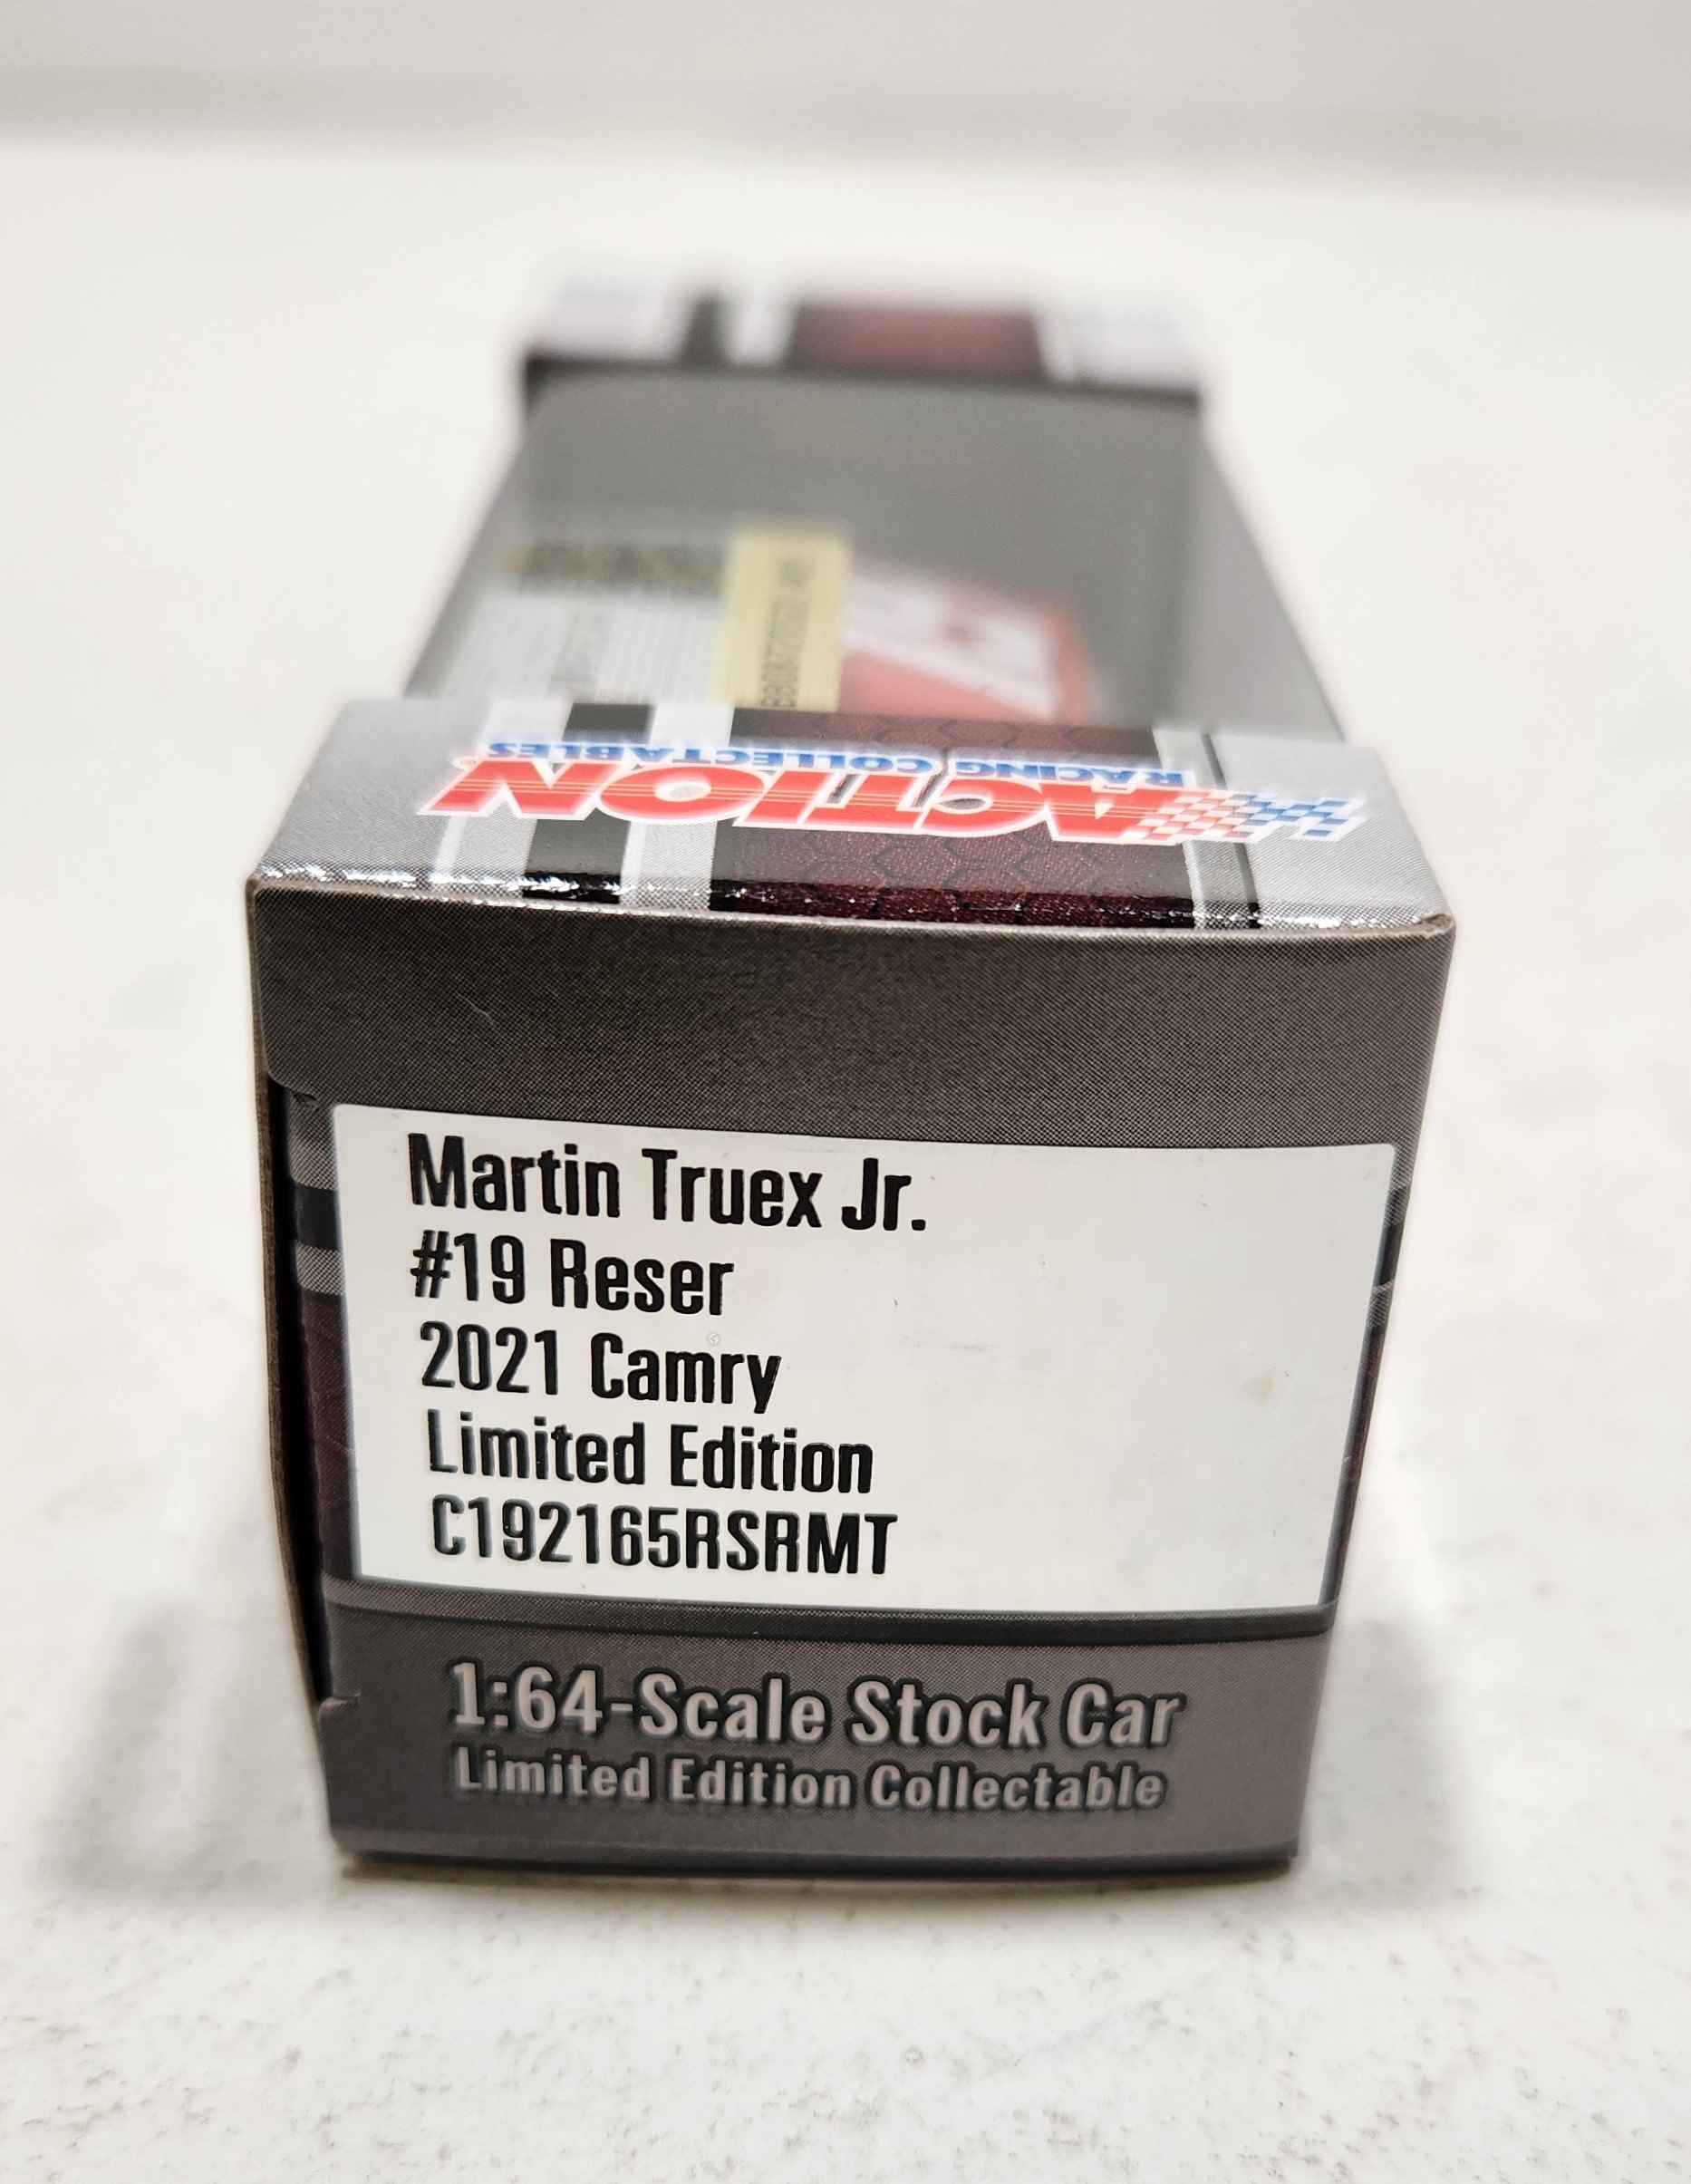 ACTION
RACING COLLECTABLES
Martin Truex Jr.
#19 Reser
2021 Camry
Limited Edition
C192165RSRMT
1:64-Scale Stock Car
Limited Edition Collectable